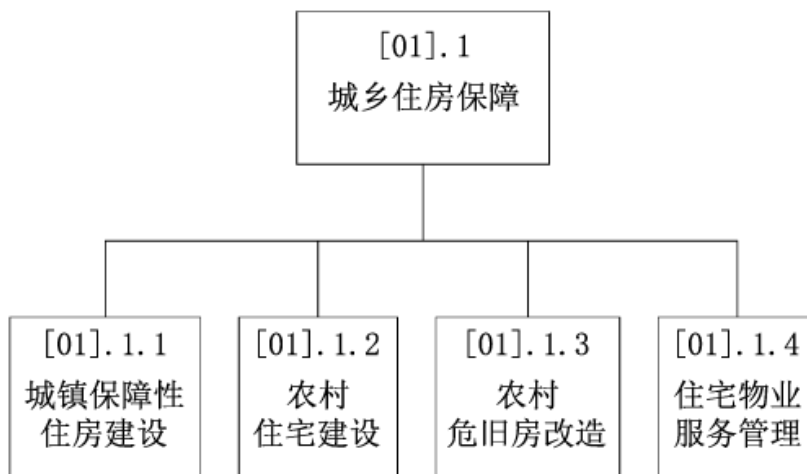 [01].1
城乡住房保障
[01].1.1
城镇保障性
住房建设
[01].1.2
农村
住宅建设
[01].1.3
农村
危旧房改造
[01].1.4
住宅物业
服务管理